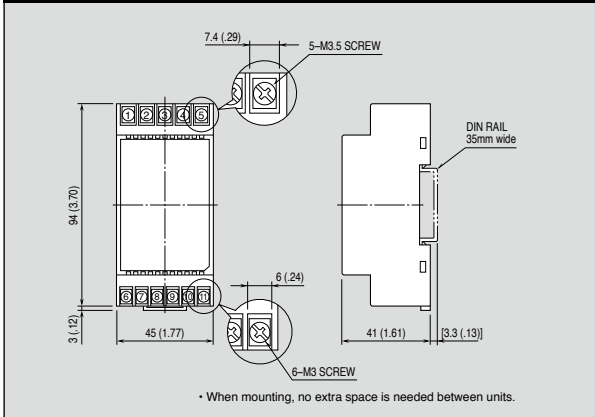 7.4 (.29)
5–M3.5 SCREW
1 2 3 4 5
DIN RAIL
35mm wide
94 (3.70)
6 7 8 9 10 11
6 (.24)
3 (.12)
45 (1.77)
41 (1.61)
[3.3 (.13)]
6–M3 SCREW
• When mounting, no extra space is needed between units.